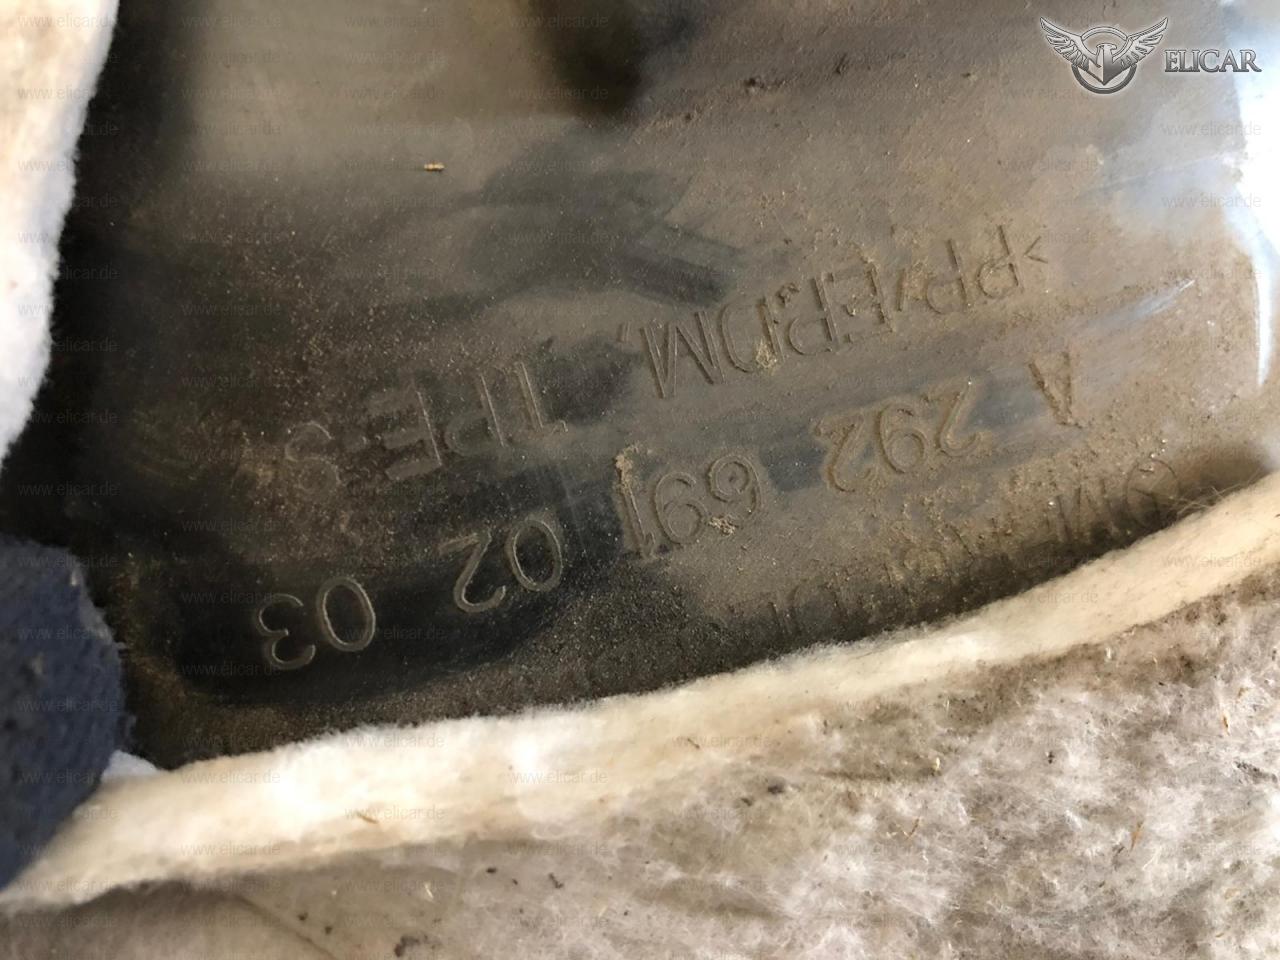 ELICAR
A 292 691 02 03
>PP/EPDM, TPE-S
www.elicar.de